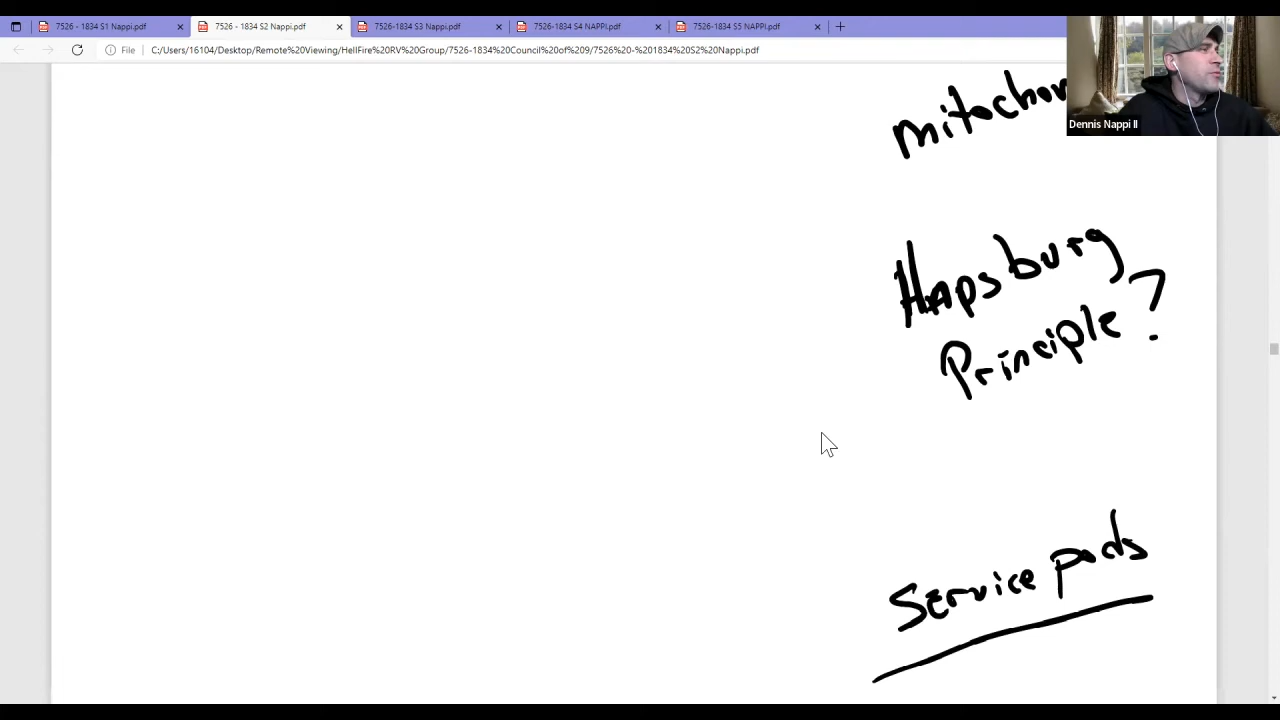 7526 - 1834 S1 Nappi.pdf
7526 - 1834 S2 Nappi.pdf
7526-1834 S3 Nappi.pdf
7526-1834 S4 NAPPI.pdf
7526-1834 S5 NAPPI.pdf
File
C:/Users/16104/Desktop/Remote%20Viewing/HellFire%20RV%20Group/7526-1834%20Council%20of%209/7526%20-%201834%20S2%20Nappi.pdf
Dennis Nappi II
Hapsburg
Principle?
Service pods